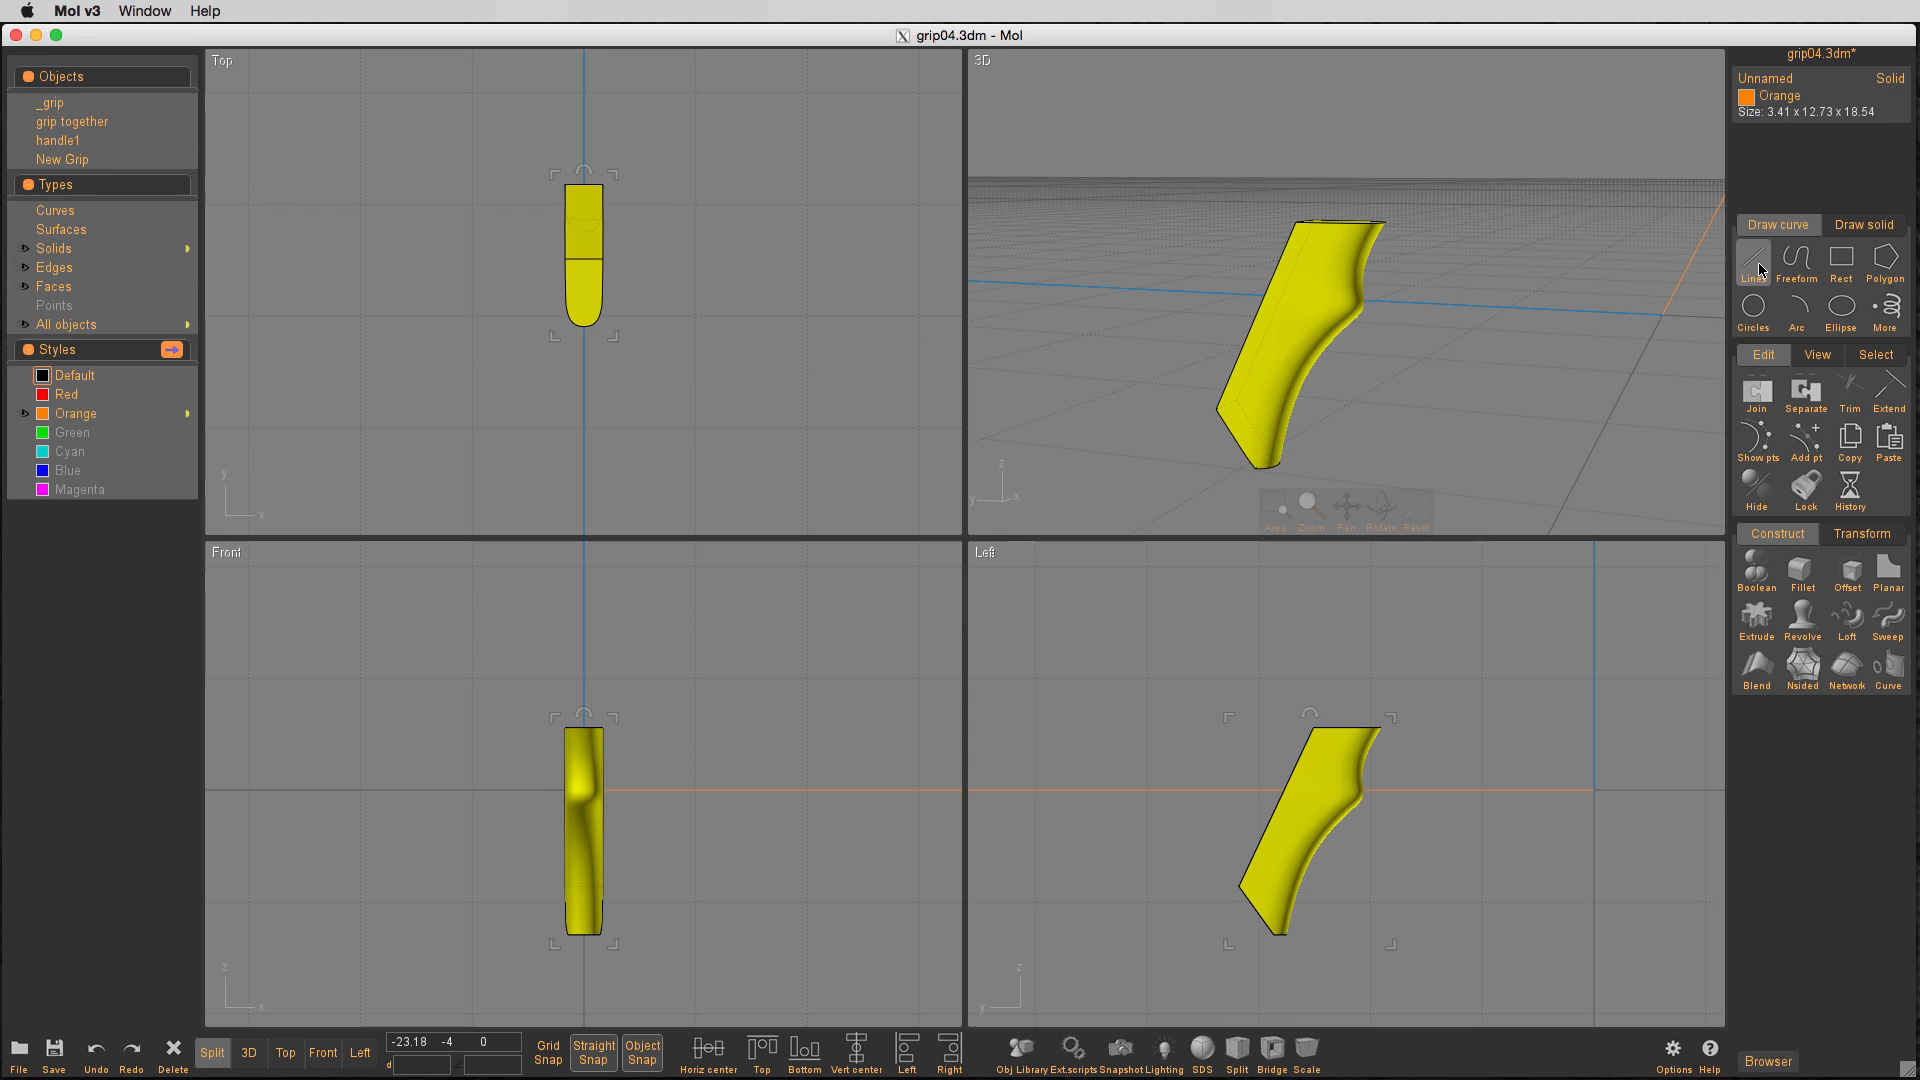 MoI v3 Window Help
grip04.3dm - MoI
Objects
_grip
grip together
handle1
New Grip
Types
Curves
Surfaces
Solids
Edges
Faces
Points
All objects
Styles
Default
Red
Orange
Green
Cyan
Blue
Magenta
Top
y
x
3D
z
y
x
Area Zoom Pan Rotate Reset
Front
z
x
Left
z
y
grip04.3dm*
Unnamed Solid
Orange
Size: 3.41 x 12.73 x 18.54
Draw curve Draw solid
Lines Freeform Rect Polygon
Circles Arc Ellipse More
Edit View Select
Join Separate Trim Extend
Show pts Add pt Copy Paste
Hide Lock History
Construct Transform
Boolean Fillet Offset Planar
Extrude Revolve Loft Sweep
Blend Nsided Network Curve
File Save Undo Redo Delete
Split 3D Top Front Left
-23.18 -4 0
d
Grid Snap
Straight Snap
Object Snap
Horiz center Top Bottom Vert center Left Right
Obj Library Ext.scripts Snapshot Lighting SDS Split Bridge Scale
Options Help
Browser